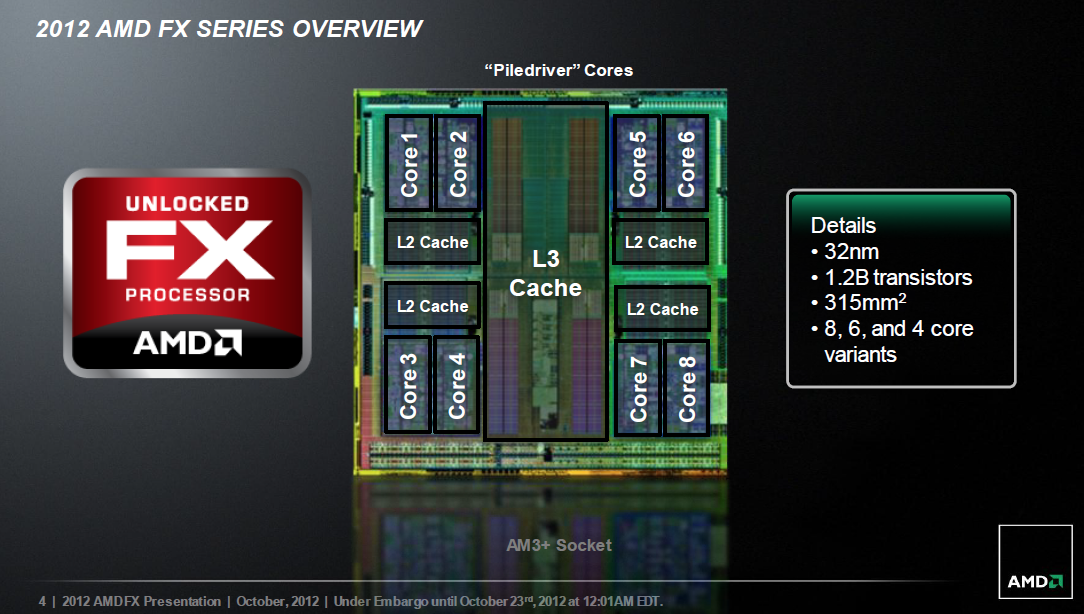 2012 AMD FX SERIES OVERVIEW
“Piledriver” Cores
Core 1
Core 2
Core 5
Core 6
L2 Cache
L2 Cache
L3
Cache
L2 Cache
L2 Cache
Core 3
Core 4
Core 7
Core 8
UNLOCKED
FX
PROCESSOR
AMD
Details
• 32nm
• 1.2B transistors
• 315mm²
• 8, 6, and 4 core
variants
AM3+ Socket
AMD
4 | 2012 AMD FX Presentation | October, 2012 | Under Embargo until October 23rd, 2012 at 12:01AM EDT.